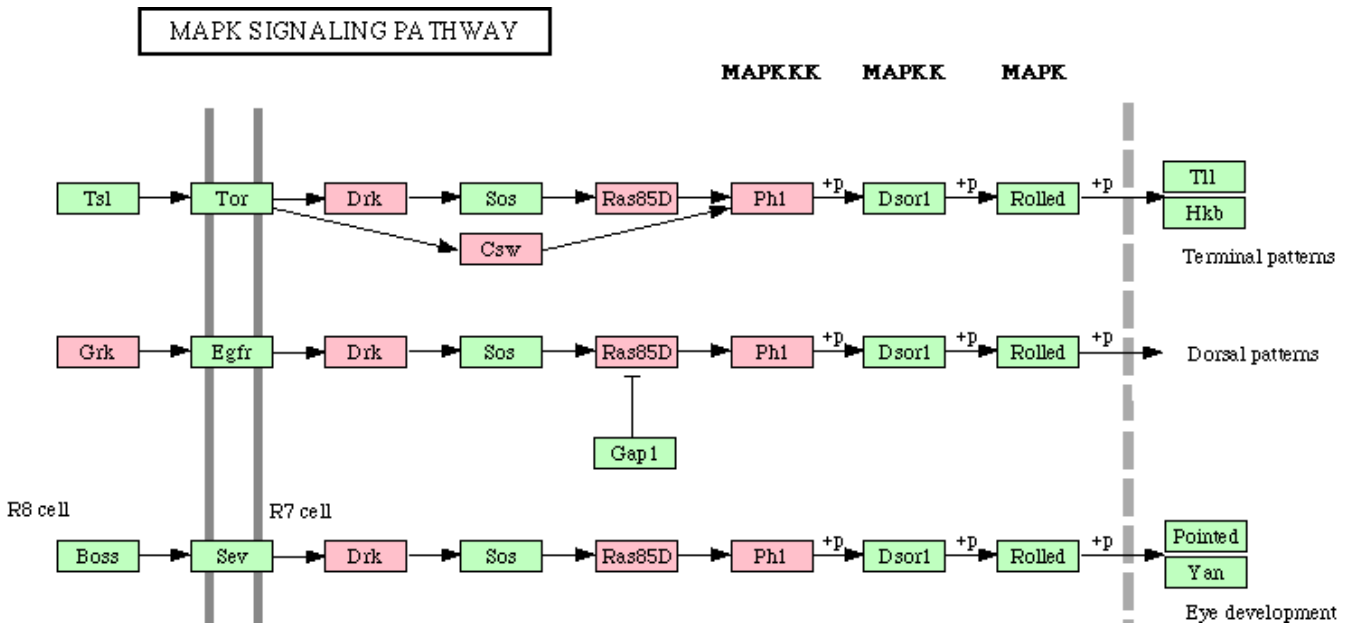 MAPK SIGNALING PATHWAY
MAPKKK MAPKK MAPK
Tsl Tor Drk Sos Ras85D Ph1 +p Dsor1 +p Rolled +p Tll
Hkb
Csw
Terminal patterns
Grk Egfr Drk Sos Ras85D Ph1 +p Dsor1 +p Rolled +p Dorsal patterns
Gap1
R8 cell R7 cell
Boss Sev Drk Sos Ras85D Ph1 +p Dsor1 +p Rolled +p Pointed
Yan
Eye development